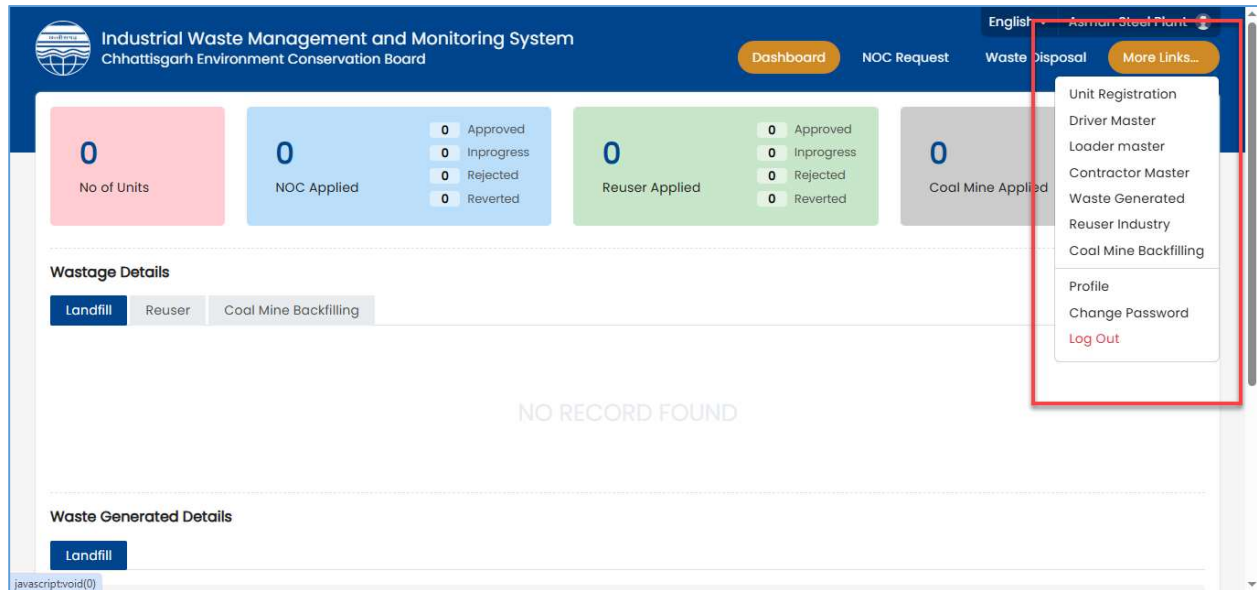 English
Asman Steel Plant
Industrial Waste Management and Monitoring System
Chhattisgarh Environment Conservation Board
Dashboard
NOC Request
Waste Disposal
More Links...
Unit Registration
Driver Master
Loader master
Contractor Master
Waste Generated
Reuser Industry
Coal Mine Backfilling
Profile
Change Password
Log Out
0
No of Units
0
NOC Applied
0 Approved
0 Inprogress
0 Rejected
0 Reverted
0
Reuser Applied
0 Approved
0 Inprogress
0 Rejected
0 Reverted
0
Coal Mine Applied
Wastage Details
Landfill
Reuser
Coal Mine Backfilling
NO RECORD FOUND
Waste Generated Details
Landfill
javascript:void(0)